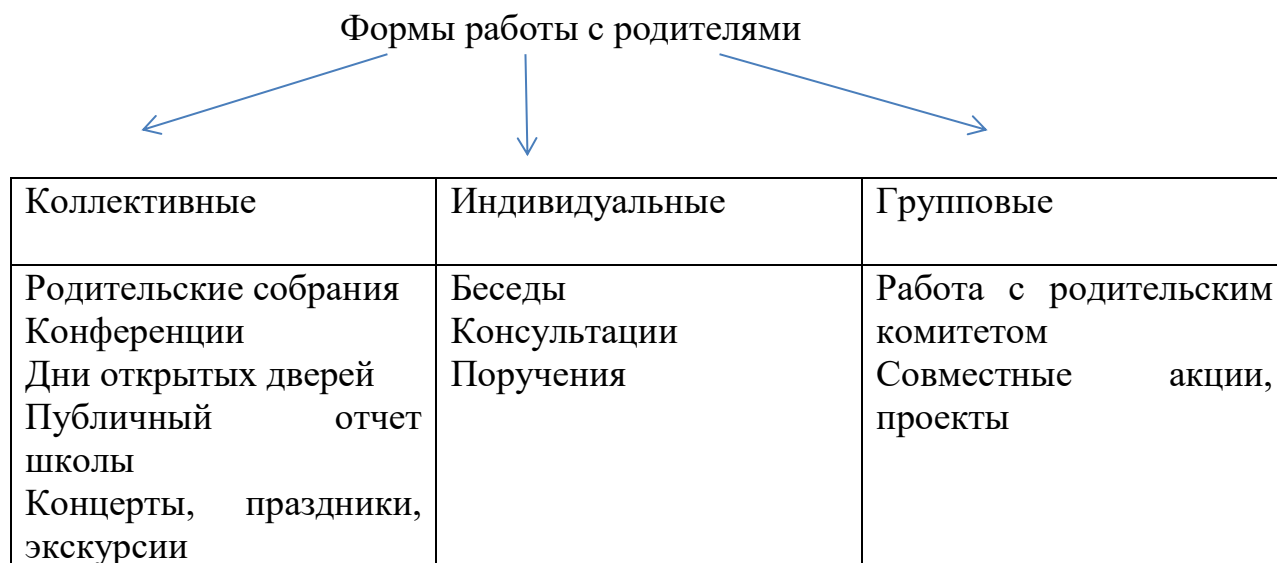 Формы работы с родителями
Коллективные
Индивидуальные
Групповые
Родительские собрания
Конференции
Дни открытых дверей
Публичный отчет
школы
Концерты, праздники,
экскурсии
Беседы
Консультации
Поручения
Работа с родительским
комитетом
Совместные акции,
проекты